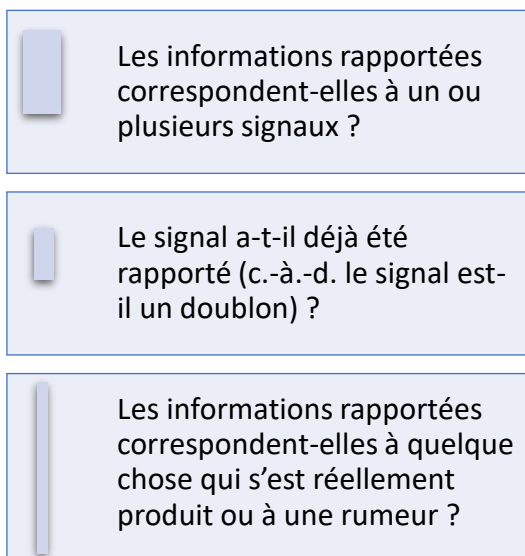 Les informations rapportées
correspondent-elles à un ou
plusieurs signaux ?
Le signal a-t-il déjà été
rapporté (c.-à.-d. le signal est-
il un doublon) ?
Les informations rapportées
correspondent-elles à quelque
chose qui s’est réellement
produit ou à une rumeur ?